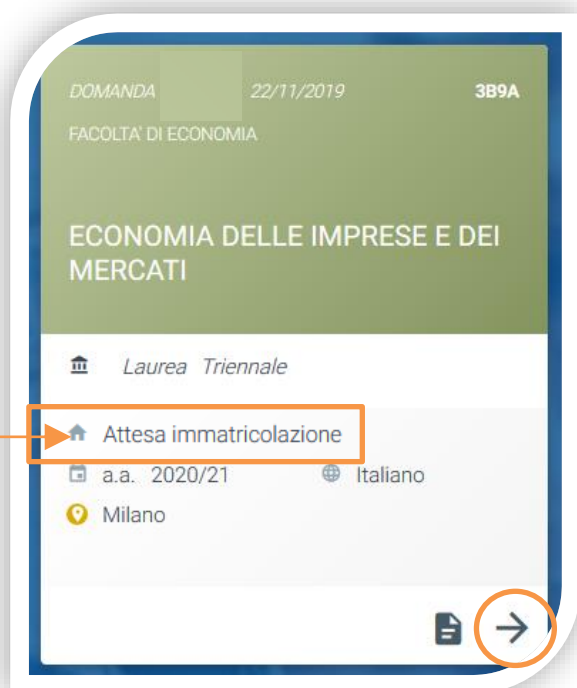 DOMANDA 22/11/2019 3B9A
FACOLTA' DI ECONOMIA
ECONOMIA DELLE IMPRESE E DEI
MERCATI
Laurea Triennale
Attesa immatricolazione
a.a. 2020/21 Italiano
Milano